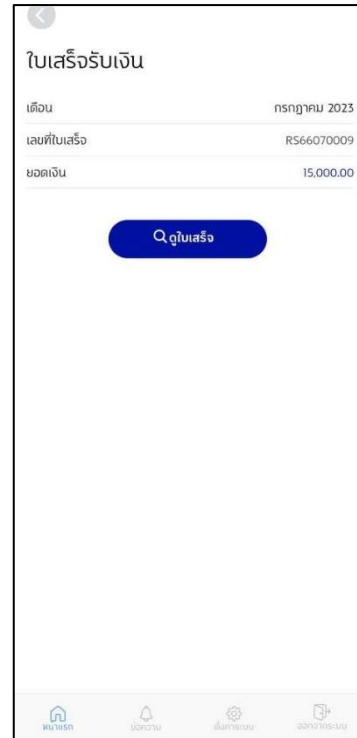 ใบเสร็จรับเงิน
เดือน กรกฎาคม 2023
เลขที่ใบเสร็จ RS66070009
ยอดเงิน 15,000.00
ดูใบเสร็จ
หน้าแรก ข้อความ ตั้งค่าระบบ ออกจากระบบ